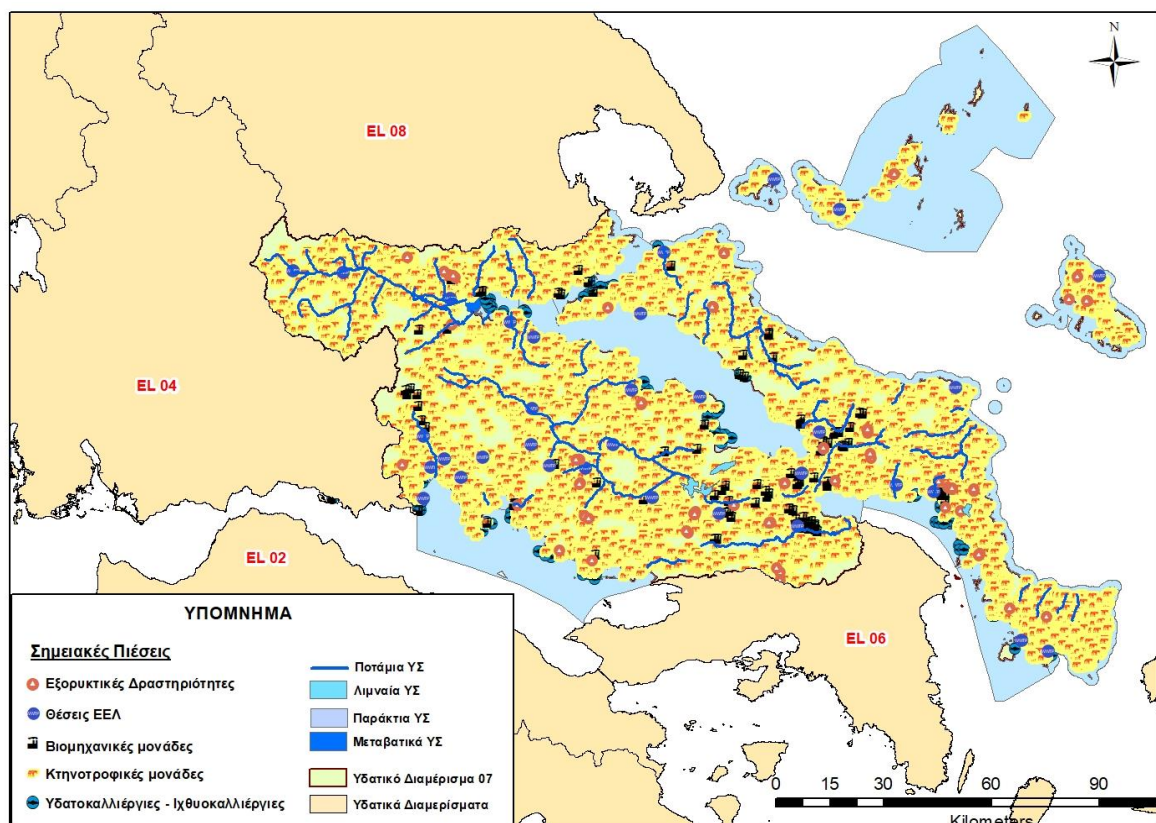 N
EL 08
EL 04
EL 02
EL 06
ΥΠΟΜΝΗΜΑ
Σημειακές Πιέσεις
Εξορυκτικές Δραστηριότητες
Θέσεις ΕΕΛ
Βιομηχανικές μονάδες
Κτηνοτροφικές μονάδες
Υδατοκαλλιέργιες - Ιχθυοκαλλιέργιες
Ποτάμια ΥΣ
Λιμναία ΥΣ
Παράκτια ΥΣ
Μεταβατικά ΥΣ
Υδατικό Διαμέρισμα 07
Υδατικά Διαμερίσματα
0 15 30 60 90
Kilometers